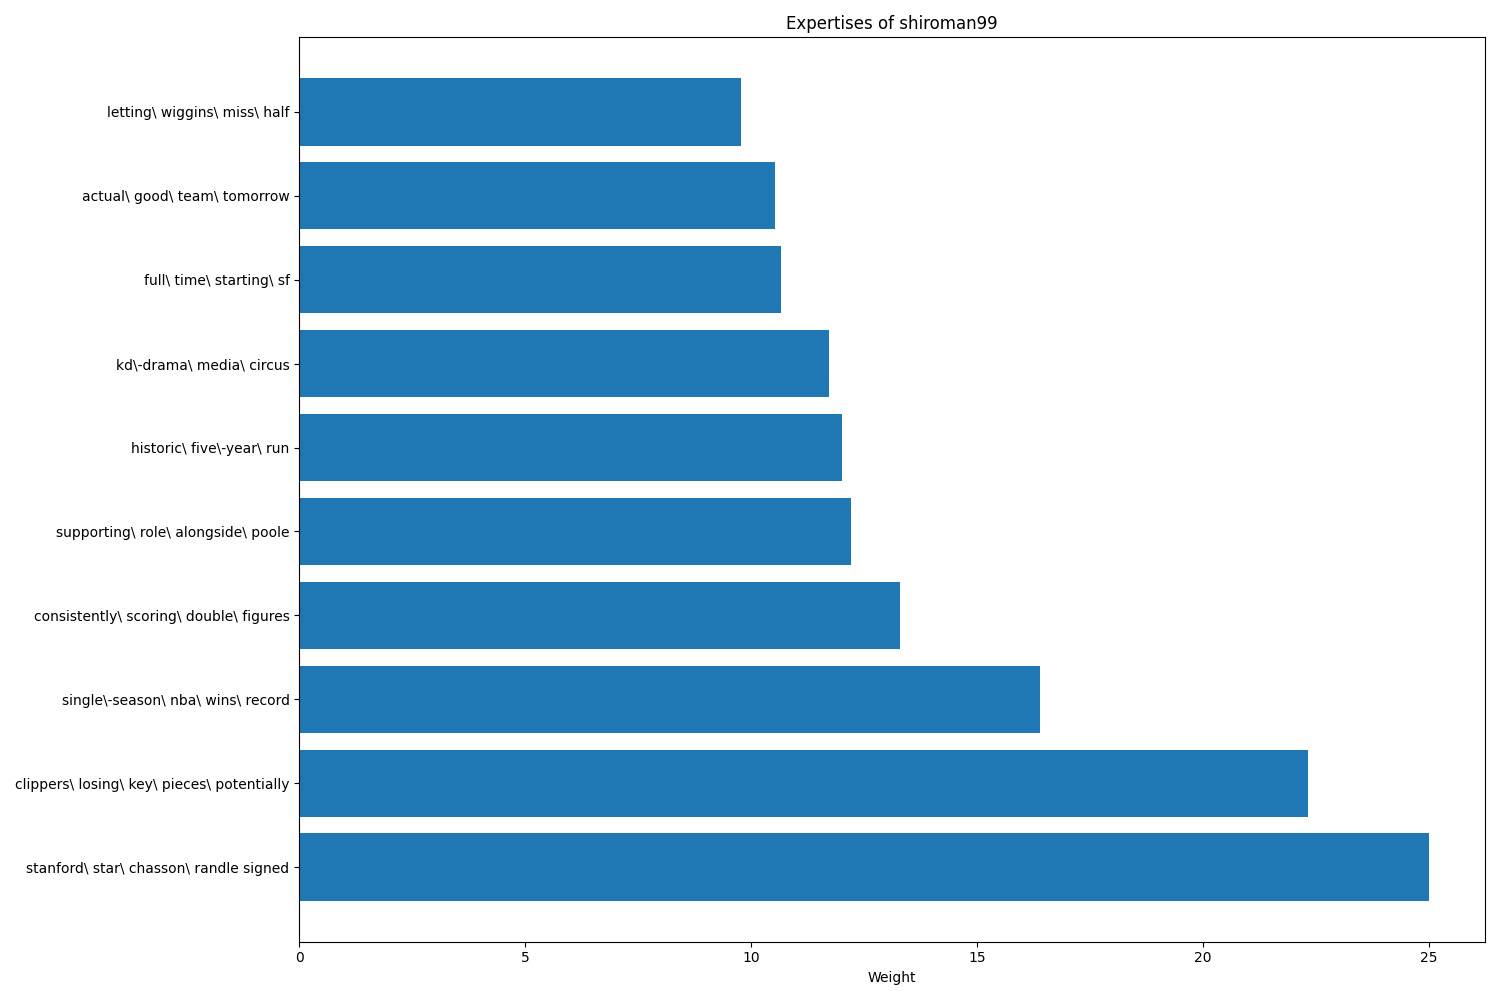 Expertises of shiroman99
letting\ wiggins\ miss\ half
actual\ good\ team\ tomorrow
full\ time\ starting\ sf
kd\-drama\ media\ circus
historic\ five\-year\ run
supporting\ role\ alongside\ poole
consistently\ scoring\ double\ figures
single\-season\ nba\ wins\ record
clippers\ losing\ key\ pieces\ potentially
stanford\ star\ chasson\ randle signed
0 5 10 15 20 25
Weight